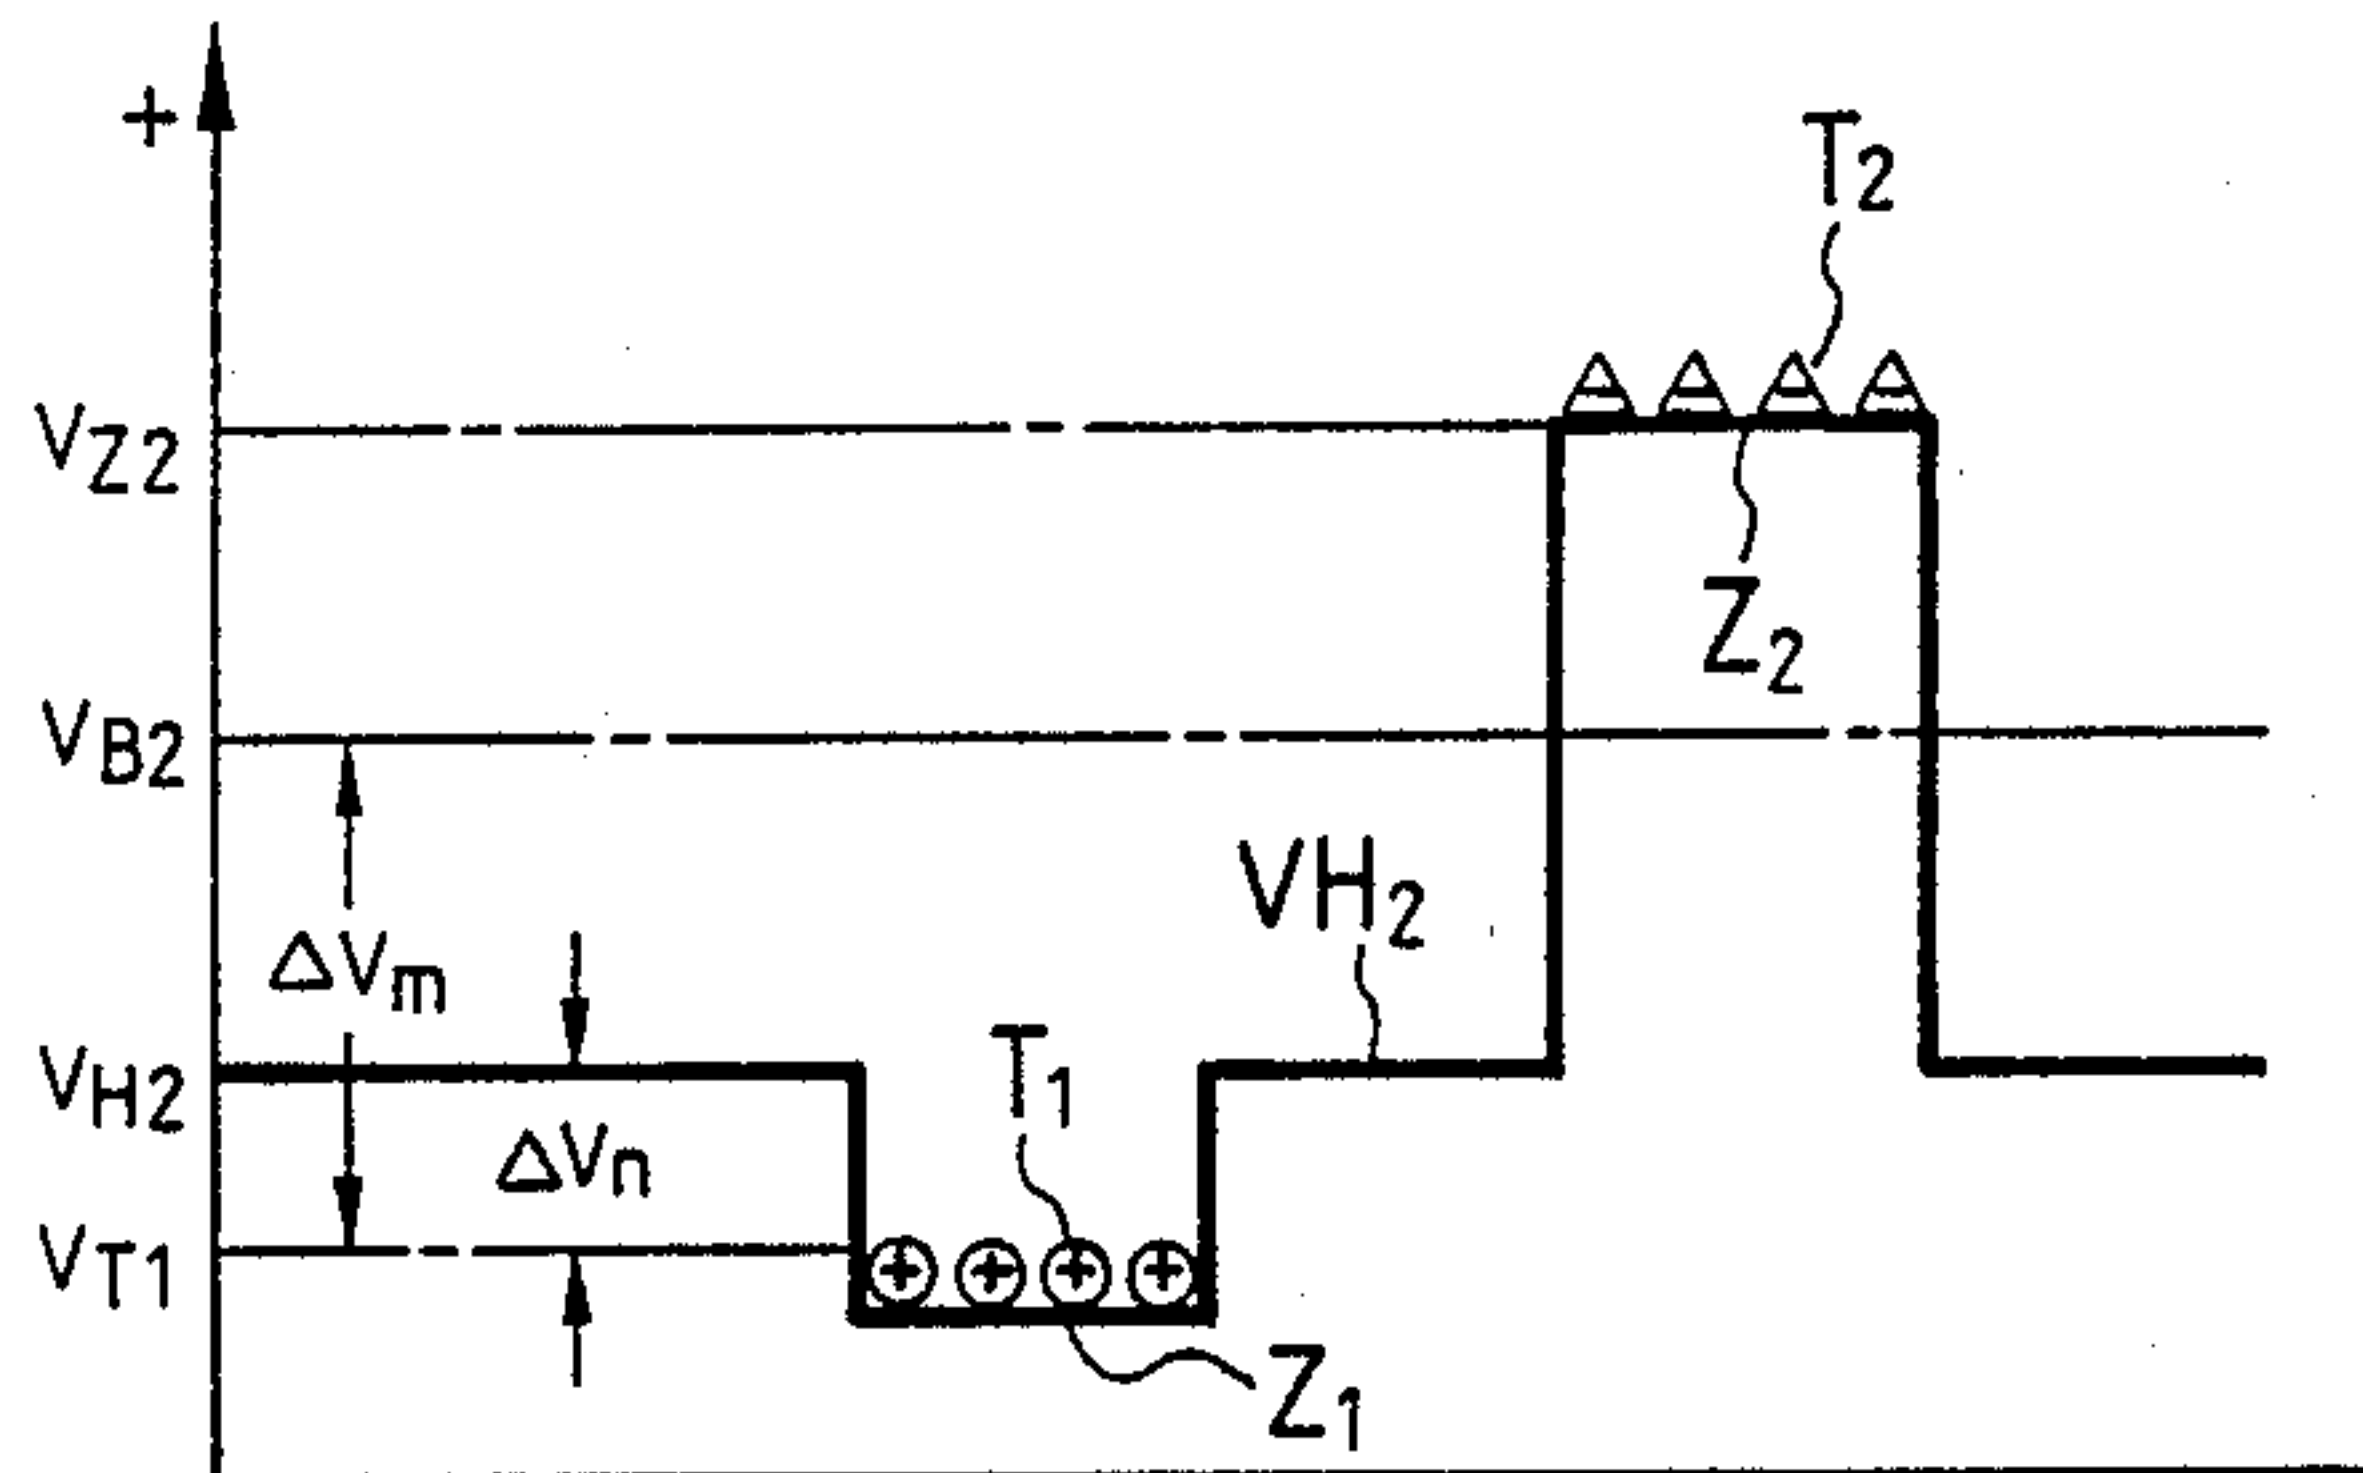 +
T2
VZ2
Z2
VB2
VH2
ΔVm
VH2
T1
ΔVn
VT1
+ + + +
Z1